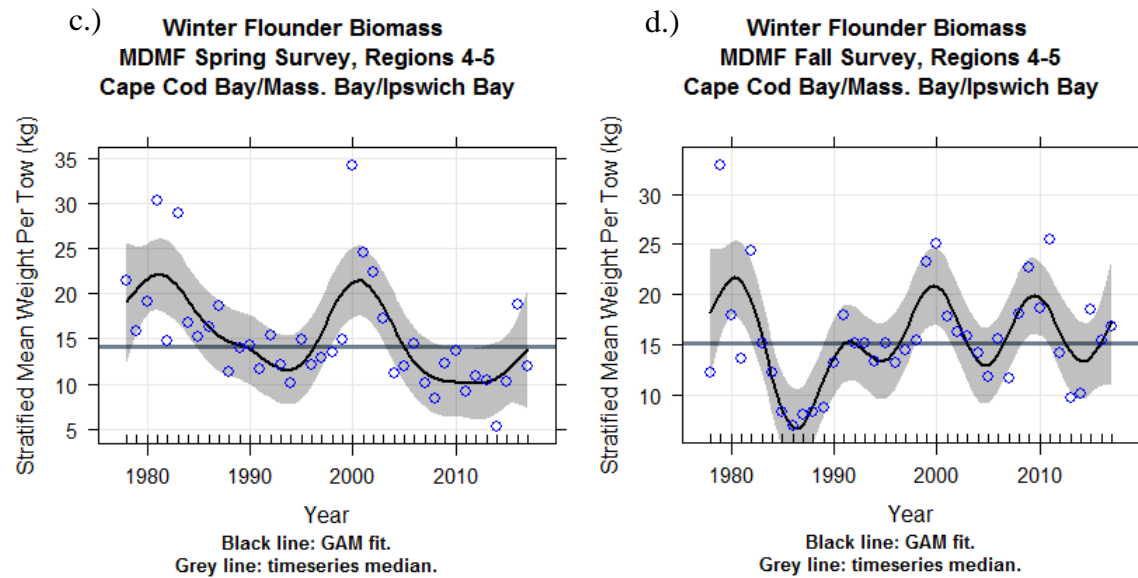 c.)
Winter Flounder Biomass
MDMF Spring Survey, Regions 4-5
Cape Cod Bay/Mass. Bay/Ipswich Bay
Stratified Mean Weight Per Tow (kg)
35
30
25
20
15
10
5
1980 1990 2000 2010
Year
Black line: GAM fit.
Grey line: timeseries median.
d.)
Winter Flounder Biomass
MDMF Fall Survey, Regions 4-5
Cape Cod Bay/Mass. Bay/Ipswich Bay
Stratified Mean Weight Per Tow (kg)
30
25
20
15
10
1980 1990 2000 2010
Year
Black line: GAM fit.
Grey line: timeseries median.